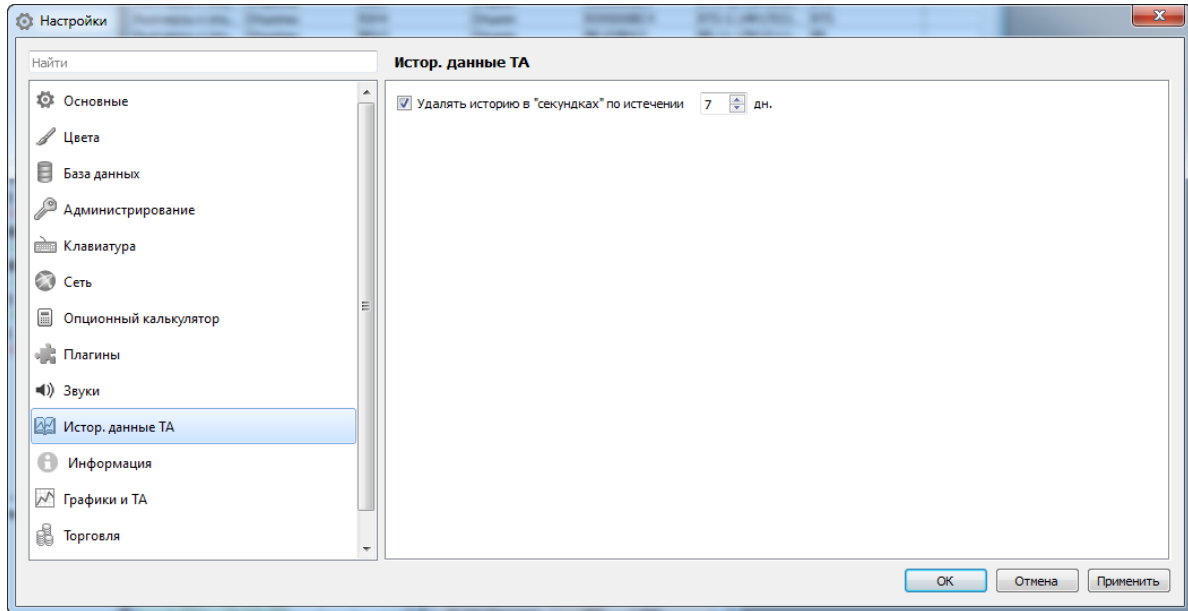 Настройки
Найти
Основные
Цвета
База данных
Администрирование
Клавиатура
Сеть
Опционный калькулятор
Плагины
Звуки
Истор. данные ТА
Информация
Графики и ТА
Торговля
Истор. данные ТА
Удалять историю в "секундках" по истечении 7 дн.
ОК Отмена Применить